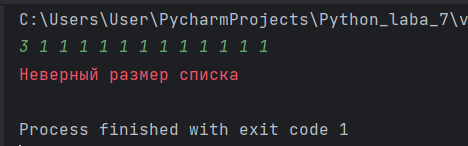 C:\Users\User\PycharmProjects\Python_laba_7\v
3 1 1 1 1 1 1 1 1 1 1 1 1
Неверный размер списка
Process finished with exit code 1